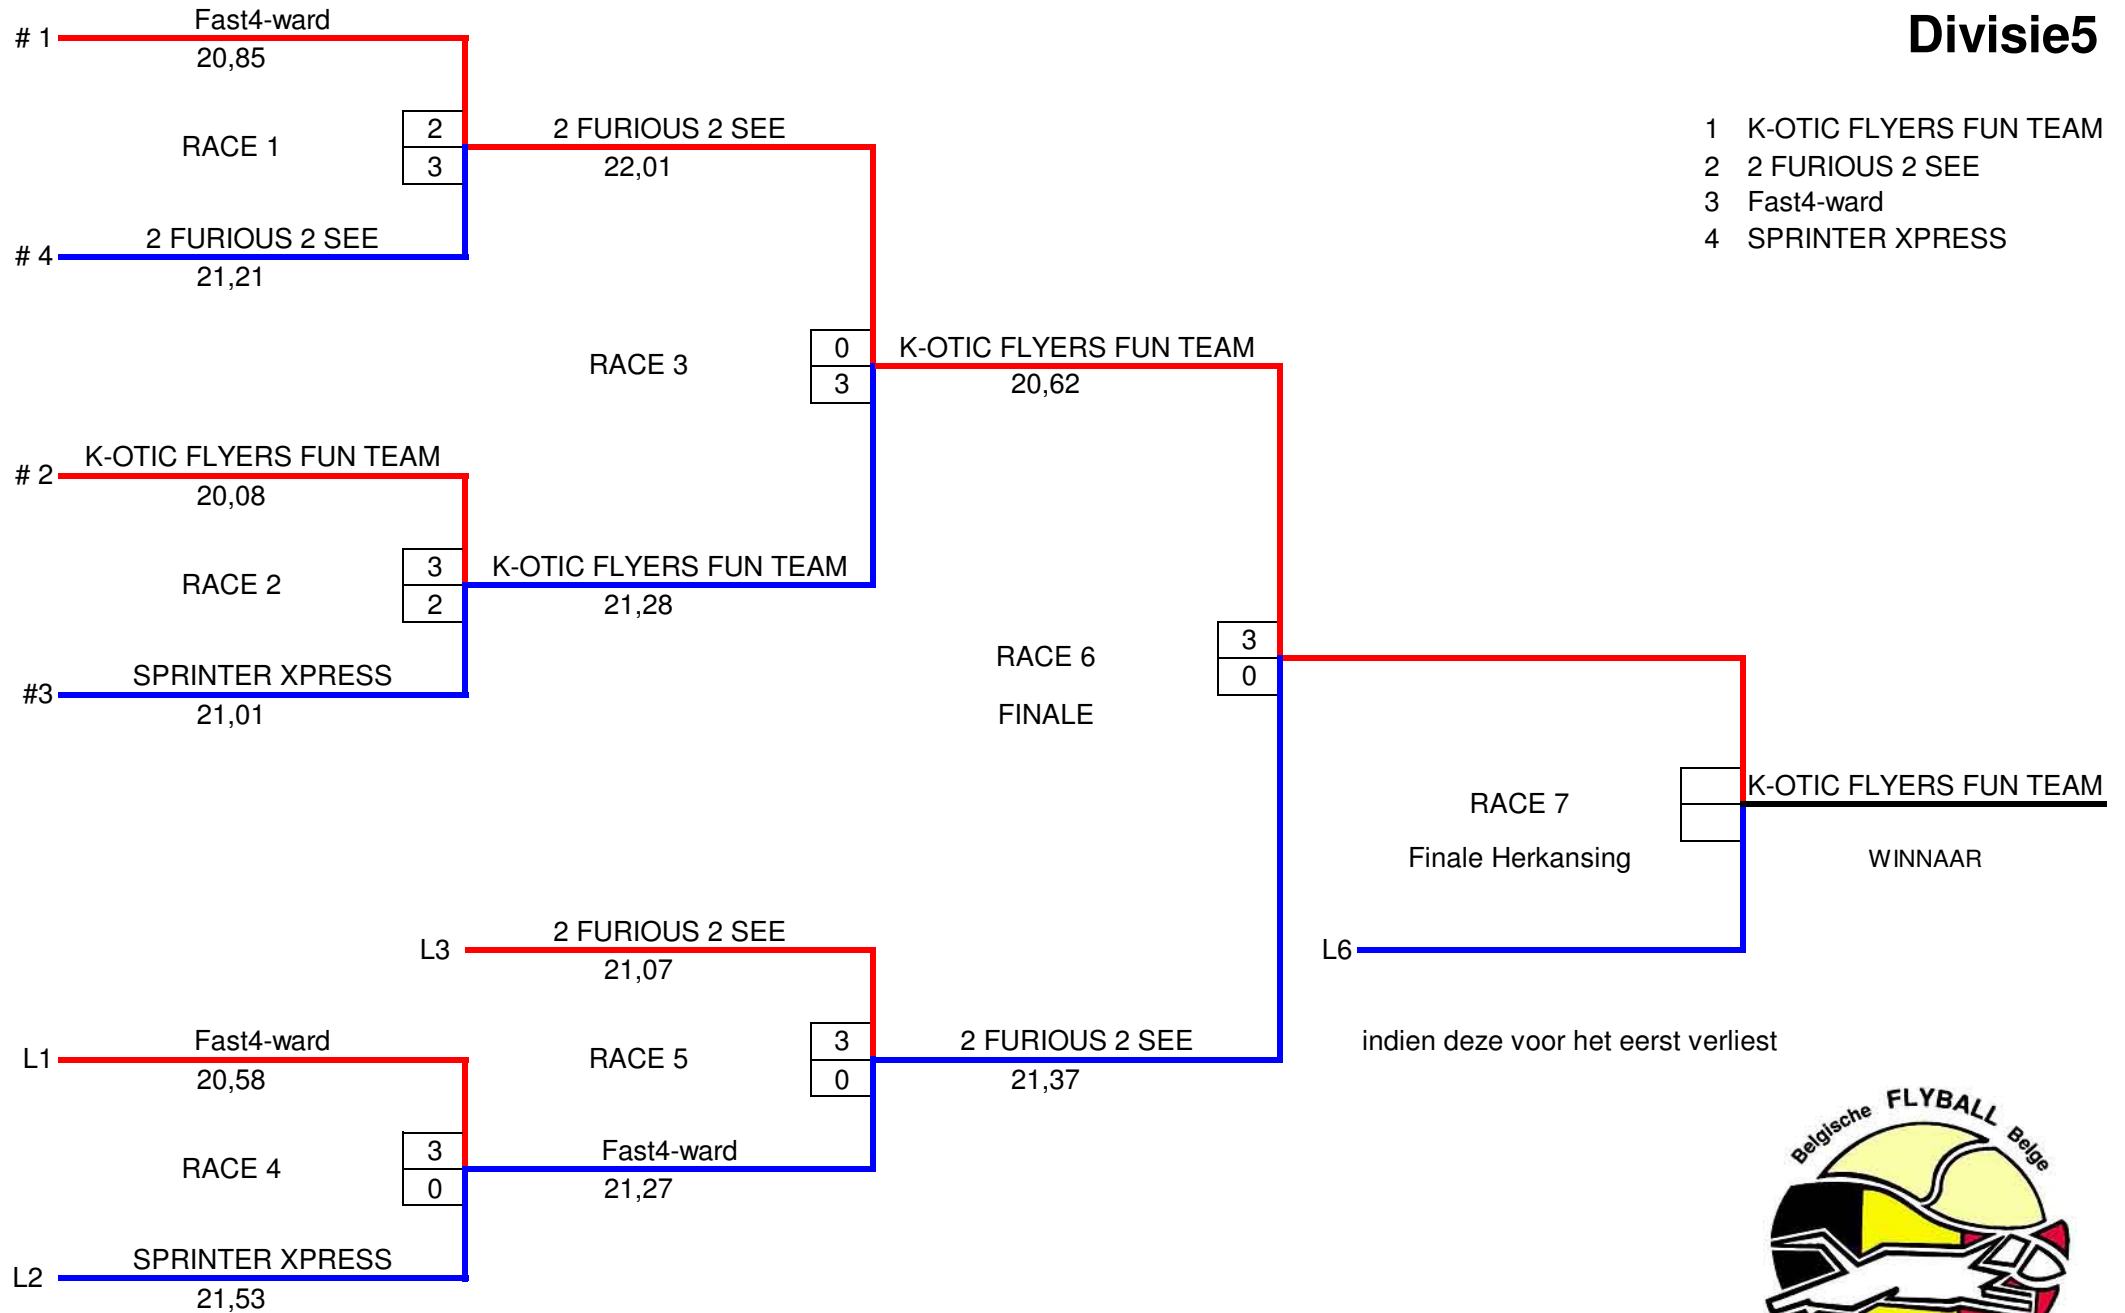 Divisie5
# 1 Fast4-ward
20,85
RACE 1
2
3
# 4 2 FURIOUS 2 SEE
21,21
2 FURIOUS 2 SEE
22,01
1 K-OTIC FLYERS FUN TEAM
2 2 FURIOUS 2 SEE
3 Fast4-ward
4 SPRINTER XPRESS
RACE 3
0
3
K-OTIC FLYERS FUN TEAM
20,62
# 2 K-OTIC FLYERS FUN TEAM
20,08
RACE 2
3
2
K-OTIC FLYERS FUN TEAM
21,28
#3 SPRINTER XPRESS
21,01
RACE 6
3
0
FINALE
RACE 7
Finale Herkansing
K-OTIC FLYERS FUN TEAM
WINNAAR
L3 2 FURIOUS 2 SEE
21,07
L6
RACE 5
3
0
2 FURIOUS 2 SEE
21,37
indien deze voor het eerst verliest
L1 Fast4-ward
20,58
RACE 4
3
0
Fast4-ward
21,27
L2 SPRINTER XPRESS
21,53
Belgische FLYBALL Belge